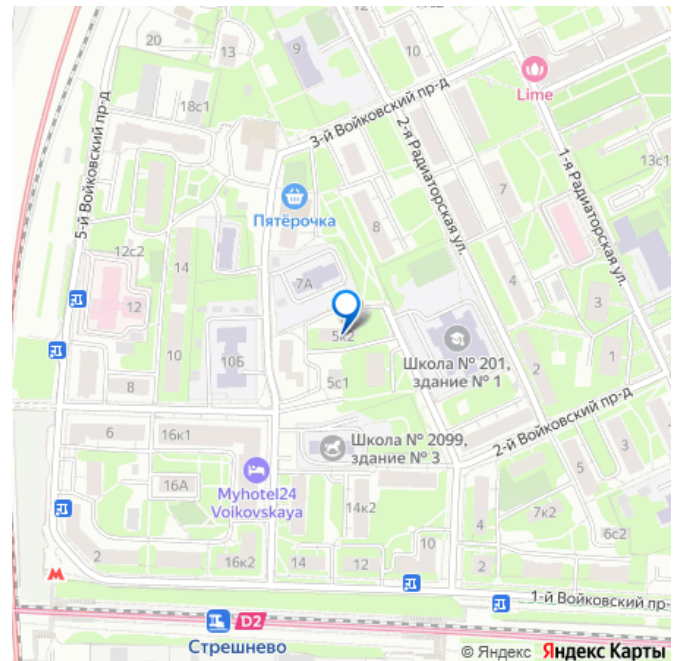 20
13
9
Lime
3-й Войковский пр-д
18с1
5-й Войковский пр-д
2-я Радиаторская ул.
1-я Радиаторская ул.
13с1
7
Пятёрочка
8
12с2
14
7А
4
12
3
5к2
10
10Б
Школа № 201,
здание № 1
2
1
8
5с1
2-й Войковский пр-д
6
16к1
Школа № 2099,
здание № 3
3
5
16А
Myhotel24
Voikovskaya
14к2
7к2
4
6с2
10
2
16к2
14
12
2
1-й Войковский пр-
D2
Стрешнево
© Яндекс Яндекс Карты